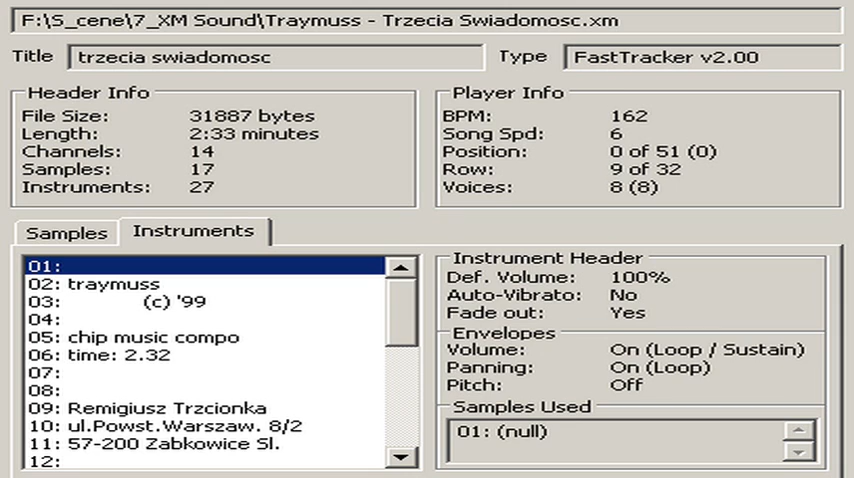 F:\S_cene\7_XM Sound\Traymuss - Trzecia Swiadomosc.xm
Title trzecia swiadomosc Type FastTracker v2.00
Header Info
File Size: 31887 bytes
Length: 2:33 minutes
Channels: 14
Samples: 17
Instruments: 27
Player Info
BPM: 162
Song Spd: 6
Position: 0 of 51 (0)
Row: 9 of 32
Voices: 8 (8)
Samples Instruments
01:
02: traymuss
03: (c) '99
04:
05: chip music compo
06: time: 2.32
07:
08:
09: Remigiusz Trzcionka
10: ul.Powst.Warszaw. 8/2
11: 57-200 Zabkowice Sl.
12:
Instrument Header
Def. Volume: 100%
Auto-Vibrato: No
Fade out: Yes
Envelopes
Volume: On (Loop / Sustain)
Panning: On (Loop)
Pitch: Off
Samples Used
01: (null)